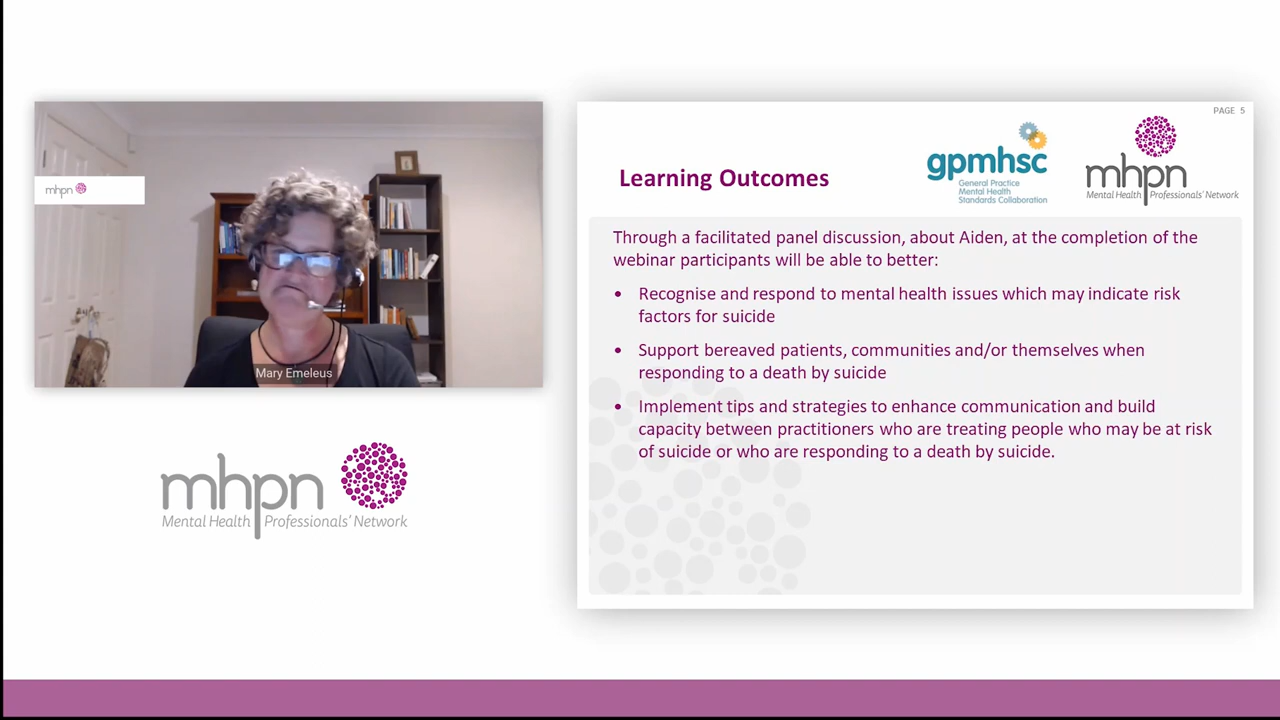 mhpn
Mary Emeleus
mhpn
Mental Health Professionals' Network
PAGE 5
Learning Outcomes
gpmhsc
General Practice
Mental Health
Standards Collaboration
mhpn
Mental Health Professionals' Network
Through a facilitated panel discussion, about Aiden, at the completion of the
webinar participants will be able to better:
• Recognise and respond to mental health issues which may indicate risk
factors for suicide
• Support bereaved patients, communities and/or themselves when
responding to a death by suicide
• Implement tips and strategies to enhance communication and build
capacity between practitioners who are treating people who may be at risk
of suicide or who are responding to a death by suicide.